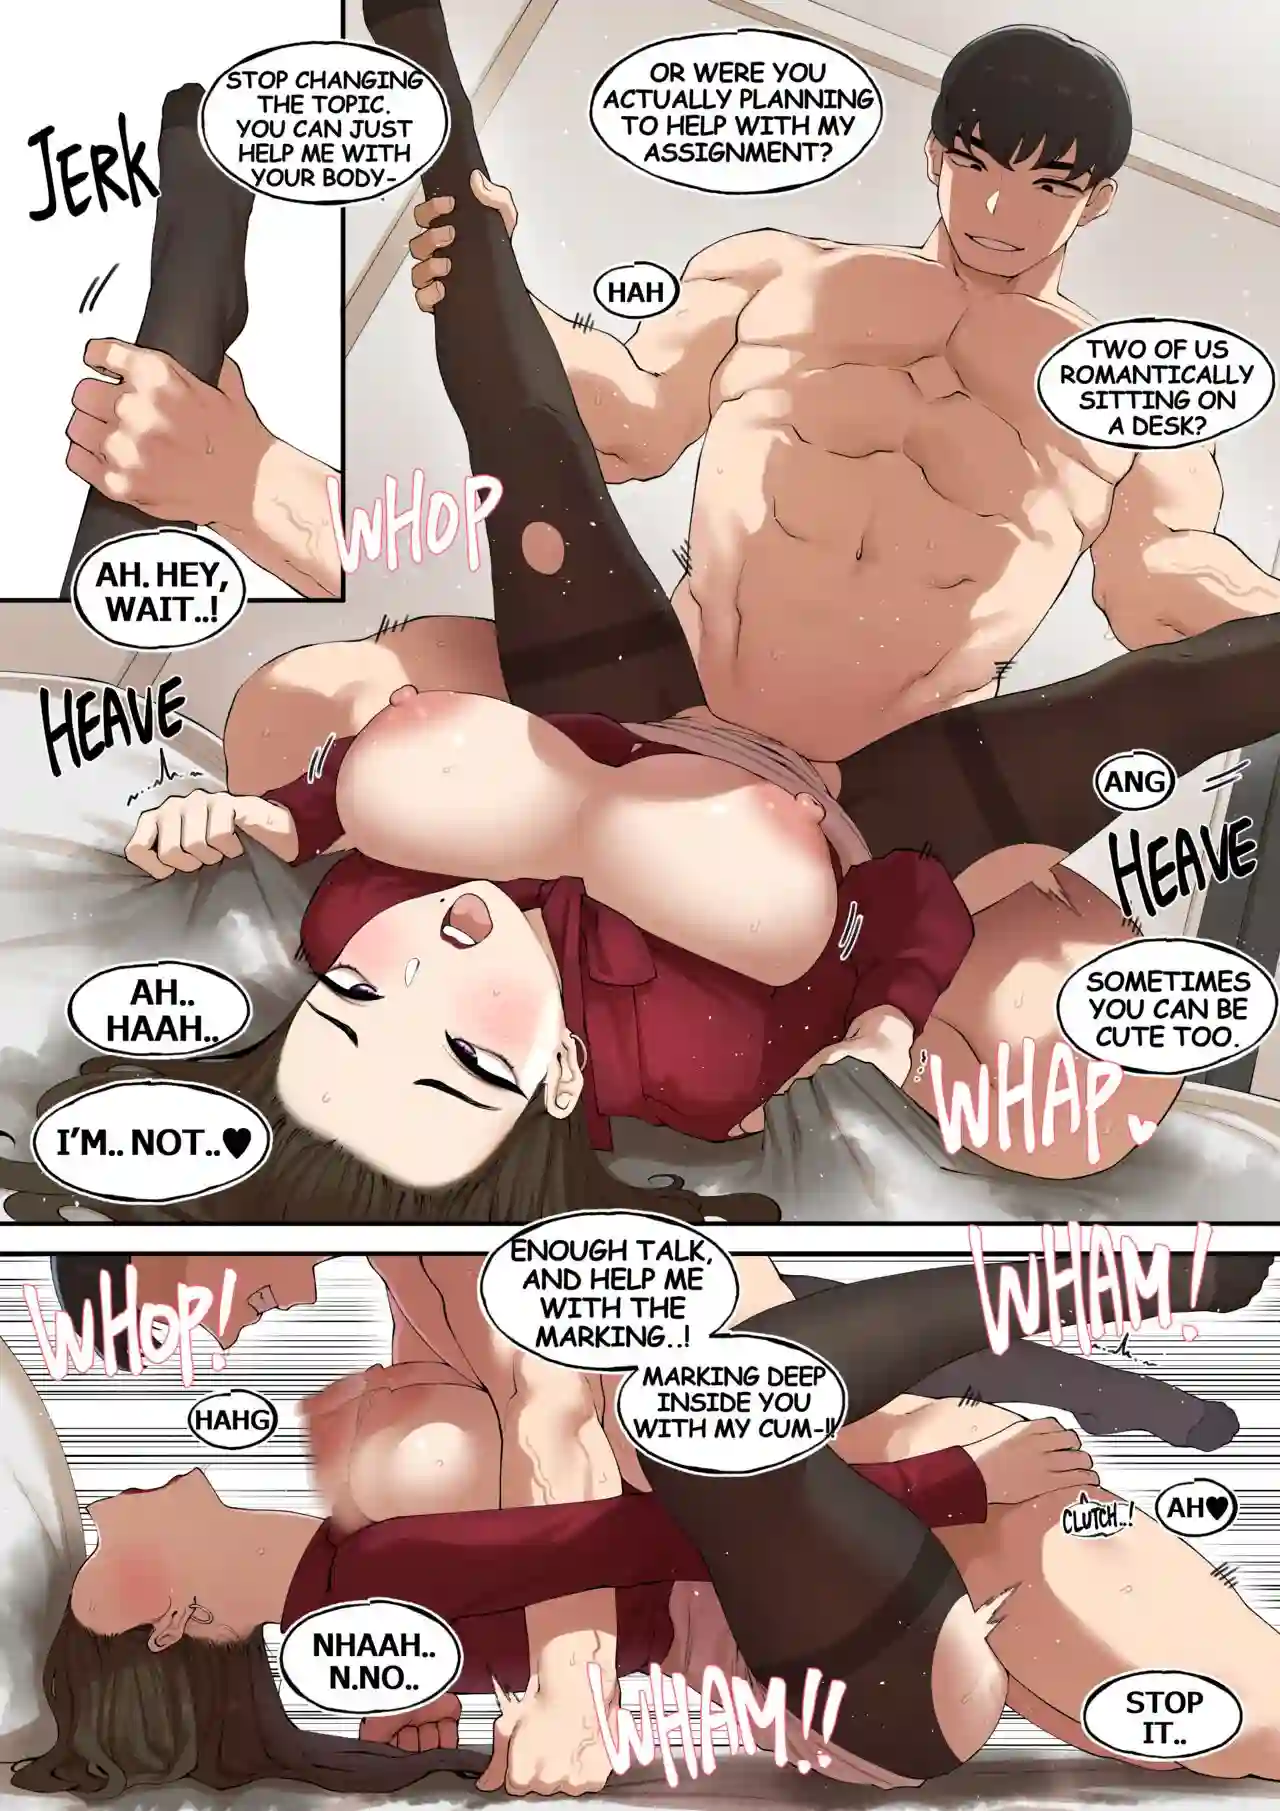 JERK
STOP CHANGING
THE TOPIC.
YOU CAN JUST
HELP ME WITH
YOUR BODY-
AH. HEY,
WAIT..!
OR WERE YOU
ACTUALLY PLANNING
TO HELP WITH MY
ASSIGNMENT?
HAH
TWO OF US
ROMANTICALLY
SITTING ON
A DESK?
WHOP
HEAVE
ANG
HEAVE
SOMETIMES
YOU CAN BE
CUTE TOO.
AH..
HAAH..
I'M.. NOT..♥
WHAP♥
ENOUGH TALK,
AND HELP ME
WITH THE
MARKING..!
MARKING DEEP
INSIDE YOU
WITH MY CUM-!!
WHOP!
WHAM!
HAHG
CLUTCH..!
AH♥
NHAAH..
N.NO..
WHAM!!
STOP
IT..